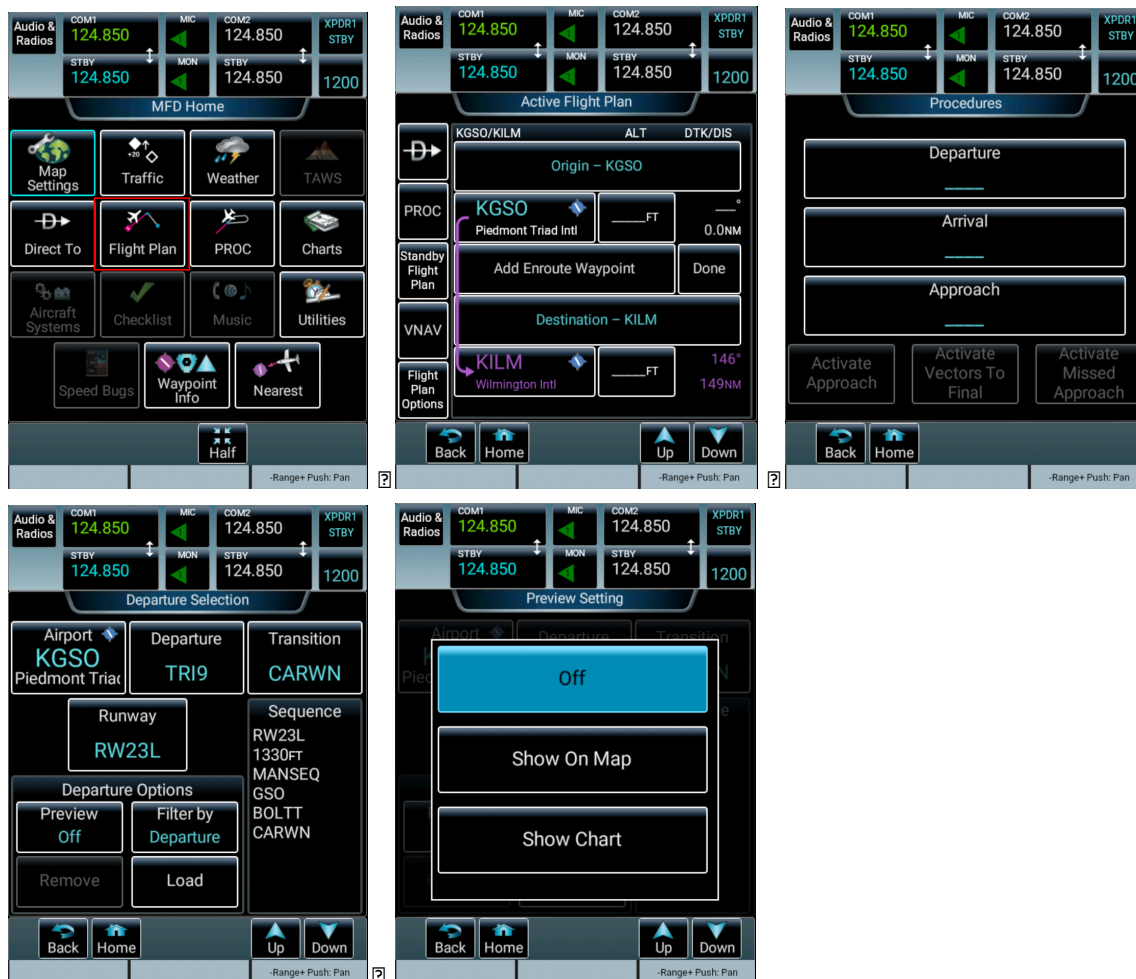 Audio &
Radios
COM1
124.850
MIC
COM2
124.850
XPDR1
STBY
STBY
124.850
MON
STBY
124.850
1200
MFD Home
Map
Settings
+20
Traffic
Weather
TAWS
Direct To
Flight Plan
PROC
Charts
Aircraft
Systems
Checklist
Music
Utilities
Speed Bugs
Waypoint
Info
Nearest
Half
-Range+ Push: Pan
?
Audio &
Radios
COM1
124.850
MIC
COM2
124.850
XPDR1
STBY
STBY
124.850
MON
STBY
124.850
1200
Active Flight Plan
KGSO/KILM
ALT
DTK/DIS
Origin – KGSO
PROC
KGSO
Piedmont Triad Intl
_____FT
___°
0.0NM
Standby
Flight
Plan
Add Enroute Waypoint
Done
VNAV
Destination – KILM
Flight
Plan
Options
KILM
Wilmington Intl
_____FT
146°
149NM
Back
Home
Up
Down
-Range+ Push: Pan
?
Audio &
Radios
COM1
124.850
MIC
COM2
124.850
XPDR1
STBY
STBY
124.850
MON
STBY
124.850
1200
Procedures
Departure
____
Arrival
____
Approach
____
Activate
Approach
Activate
Vectors To
Final
Activate
Missed
Approach
Back
Home
-Range+ Push: Pan
Audio &
Radios
COM1
124.850
MIC
COM2
124.850
XPDR1
STBY
STBY
124.850
MON
STBY
124.850
1200
Departure Selection
Airport
KGSO
Piedmont Triad
Departure
TRI9
Transition
CARWN
Runway
RW23L
Sequence
RW23L
1330FT
MANSEQ
GSO
BOLTT
CARWN
Departure Options
Preview
Off
Filter by
Departure
Remove
Load
Back
Home
Up
Down
-Range+ Push: Pan
?
Audio &
Radios
COM1
124.850
MIC
COM2
124.850
XPDR1
STBY
STBY
124.850
MON
STBY
124.850
1200
Preview Setting
Airport
Departure
Transition
Off
Show On Map
Show Chart
Back
Home
Up
Down
-Range+ Push: Pan